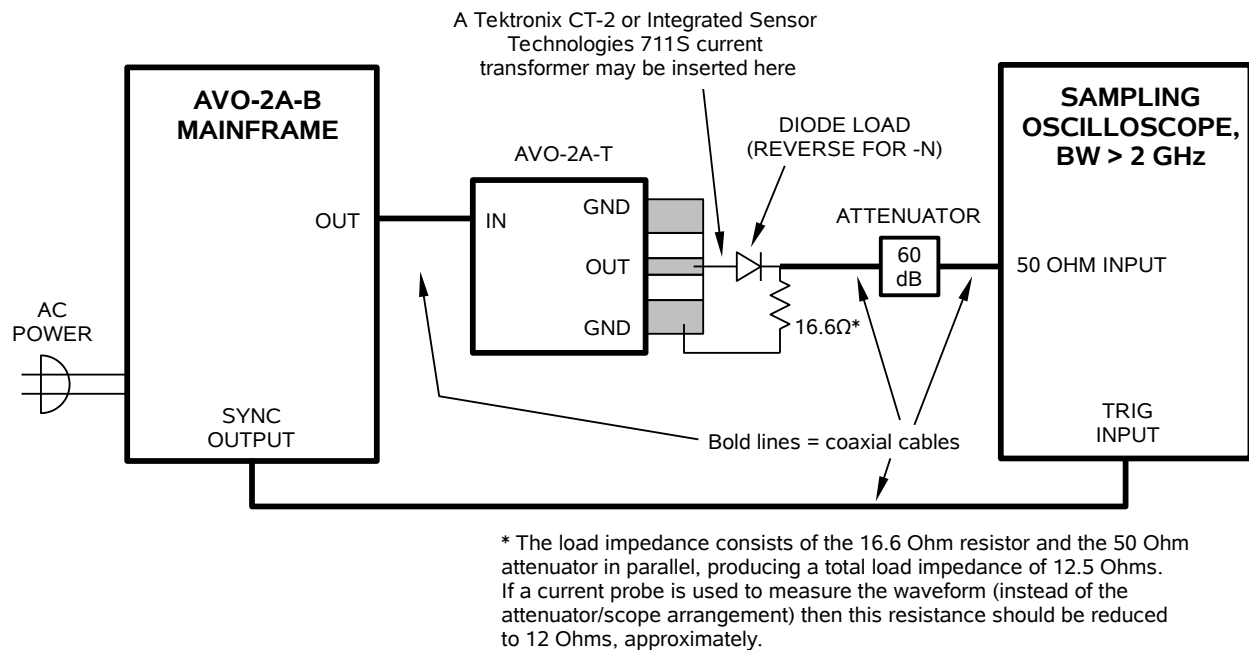 A Tektronix CT-2 or Integrated Sensor
Technologies 711S current
transformer may be inserted here
AVO-2A-B
MAINFRAME
SAMPLING
OSCILLOSCOPE,
BW > 2 GHz
DIODE LOAD
(REVERSE FOR -N)
AVO-2A-T
GND
ATTENUATOR
OUT
IN
OUT
60
dB
50 OHM INPUT
AC
POWER
GND
16.6Ω*
SYNC
OUTPUT
TRIG
INPUT
Bold lines = coaxial cables
* The load impedance consists of the 16.6 Ohm resistor and the 50 Ohm
attenuator in parallel, producing a total load impedance of 12.5 Ohms.
If a current probe is used to measure the waveform (instead of the
attenuator/scope arrangement) then this resistance should be reduced
to 12 Ohms, approximately.